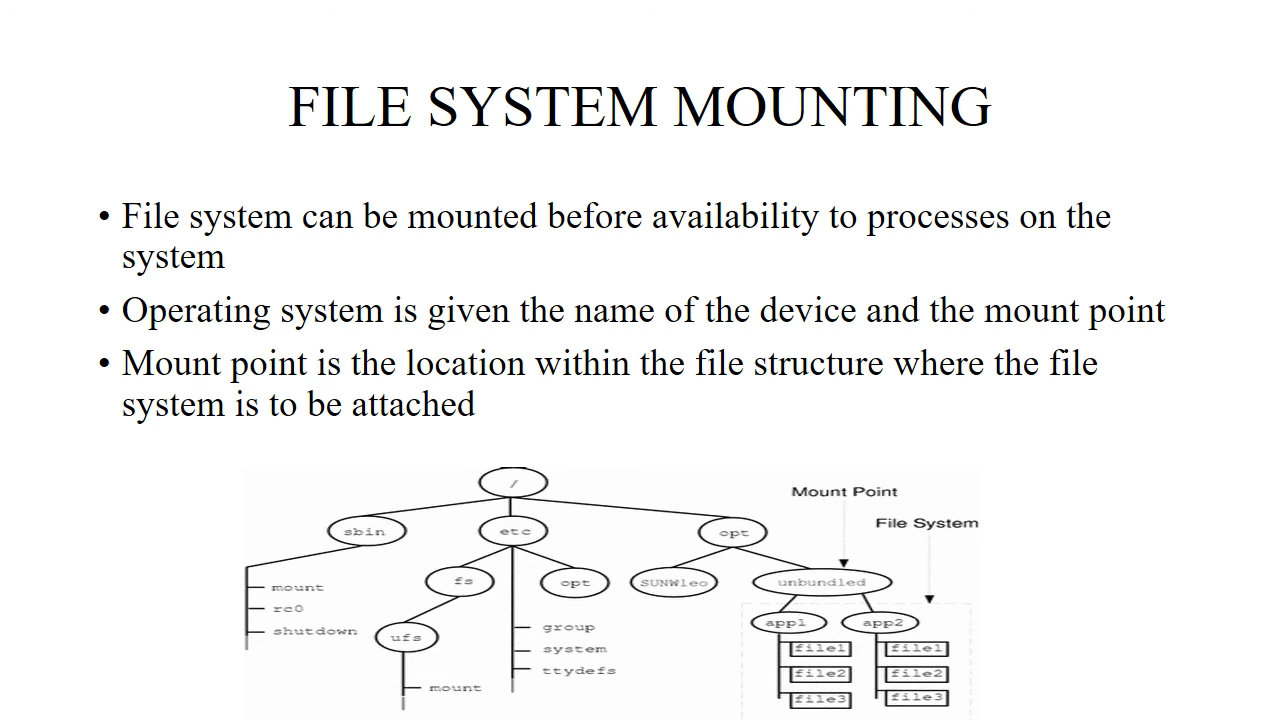 FILE SYSTEM MOUNTING
• File system can be mounted before availability to processes on the
system
• Operating system is given the name of the device and the mount point
• Mount point is the location within the file structure where the file
system is to be attached
/
Mount Point
File System
sbin
etc
opt
fs
opt
SUNWleo
unbundled
mount
rc0
shutdown
ufs
group
system
ttydefs
mount
app1
app2
file1
file1
file2
file2
file3
file3